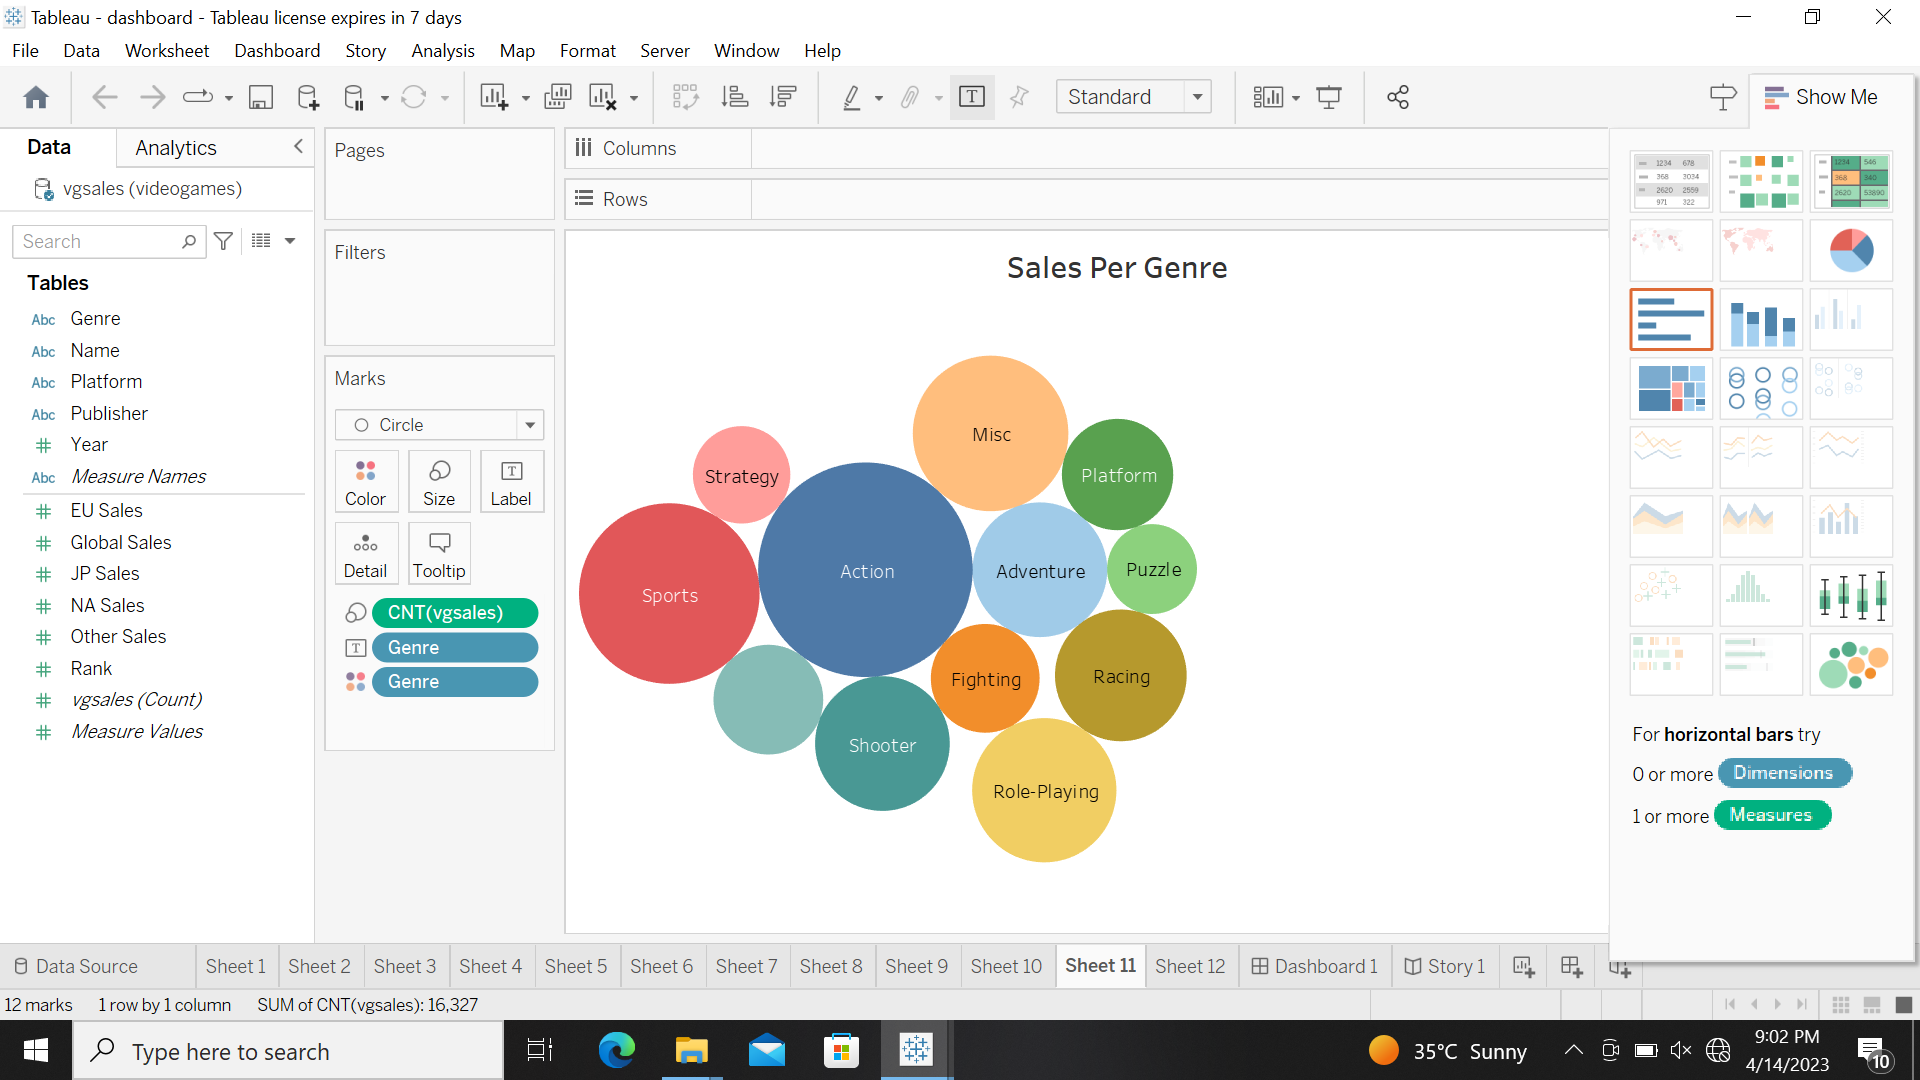 Tableau - dashboard - Tableau license expires in 7 days
File Data Worksheet Dashboard Story Analysis Map Format Server Window Help
Standard
Show Me
Data Analytics
vgsales (videogames)
Search
Tables
Abc Genre
Abc Name
Abc Platform
Abc Publisher
Year
Abc Measure Names
EU Sales
Global Sales
JP Sales
NA Sales
Other Sales
Rank
vgsales (Count)
Measure Values
Pages
Filters
Marks
Circle
Color Size Label
Detail Tooltip
CNT(vgsales)
Genre
Genre
Columns
Rows
Sales Per Genre
Misc
Platform
Strategy
Action
Adventure
Puzzle
Sports
Fighting
Racing
Shooter
Role-Playing
1234 678
368 3034
2620 2559
971 322
1234 546
368 340
2620 53890
For horizontal bars try
0 or more Dimensions
1 or more Measures
Data Source Sheet 1 Sheet 2 Sheet 3 Sheet 4 Sheet 5 Sheet 6 Sheet 7 Sheet 8 Sheet 9 Sheet 10 Sheet 11 Sheet 12 Dashboard 1 Story 1
12 marks 1 row by 1 column SUM of CNT(vgsales): 16,327
Type here to search
35°C Sunny
9:02 PM
4/14/2023
10